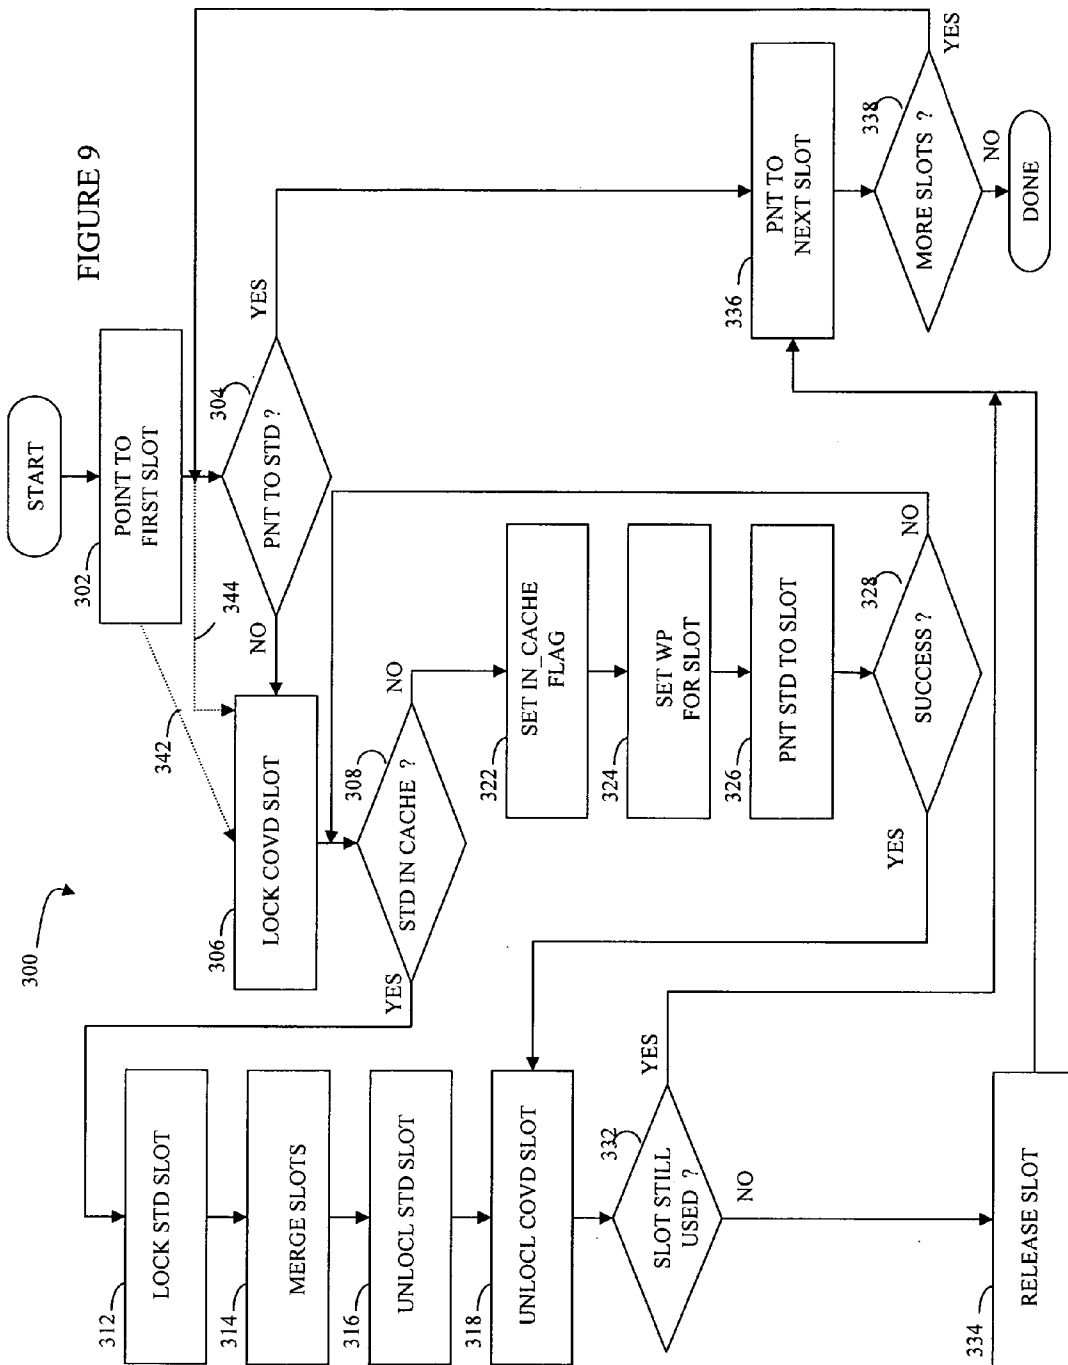 FIGURE 9
300
START
302
POINT TO
FIRST SLOT
304
PNT TO STD ?
YES
NO
342
344
306
LOCK COVD SLOT
308
STD IN CACHE ?
YES
NO
312
LOCK STD SLOT
314
MERGE SLOTS
316
UNLOCL STD SLOT
318
UNLOCL COVD SLOT
322
SET IN_CACHE
FLAG
324
SET WP
FOR SLOT
326
PNT STD TO SLOT
328
SUCCESS ?
YES
NO
332
SLOT STILL
USED ?
YES
NO
334
RELEASE SLOT
336
PNT TO
NEXT SLOT
338
MORE SLOTS ?
YES
NO
DONE